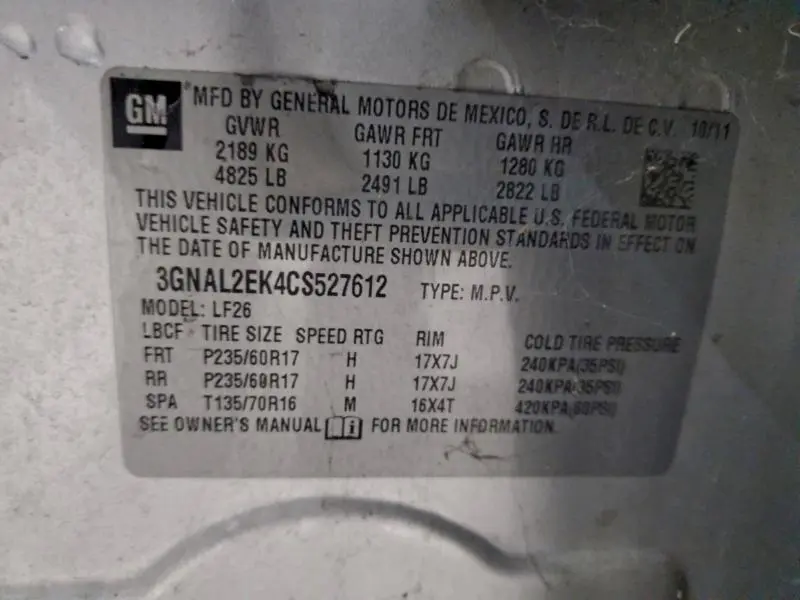 GM
MFD BY GENERAL MOTORS DE MEXICO, S. DE R.L. DE C.V. 10/11
GVWR GAWR FRT GAWR RR
2189 KG 1130 KG 1280 KG
4825 LB 2491 LB 2822 LB
THIS VEHICLE CONFORMS TO ALL APPLICABLE U.S. FEDERAL MOTOR
VEHICLE SAFETY AND THEFT PREVENTION STANDARDS IN EFFECT ON
THE DATE OF MANUFACTURE SHOWN ABOVE.
3GNAL2EK4CS527612 TYPE: M.P.V.
MODEL: LF26
LBCF TIRE SIZE SPEED RTG RIM COLD TIRE PRESSURE
FRT P235/60R17 H 17X7J 240KPA(35PSI)
RR P235/60R17 H 17X7J 240KPA(35PSI)
SPA T135/70R16 M 16X4T 420KPA(60PSI)
SEE OWNER'S MANUAL i FOR MORE INFORMATION.